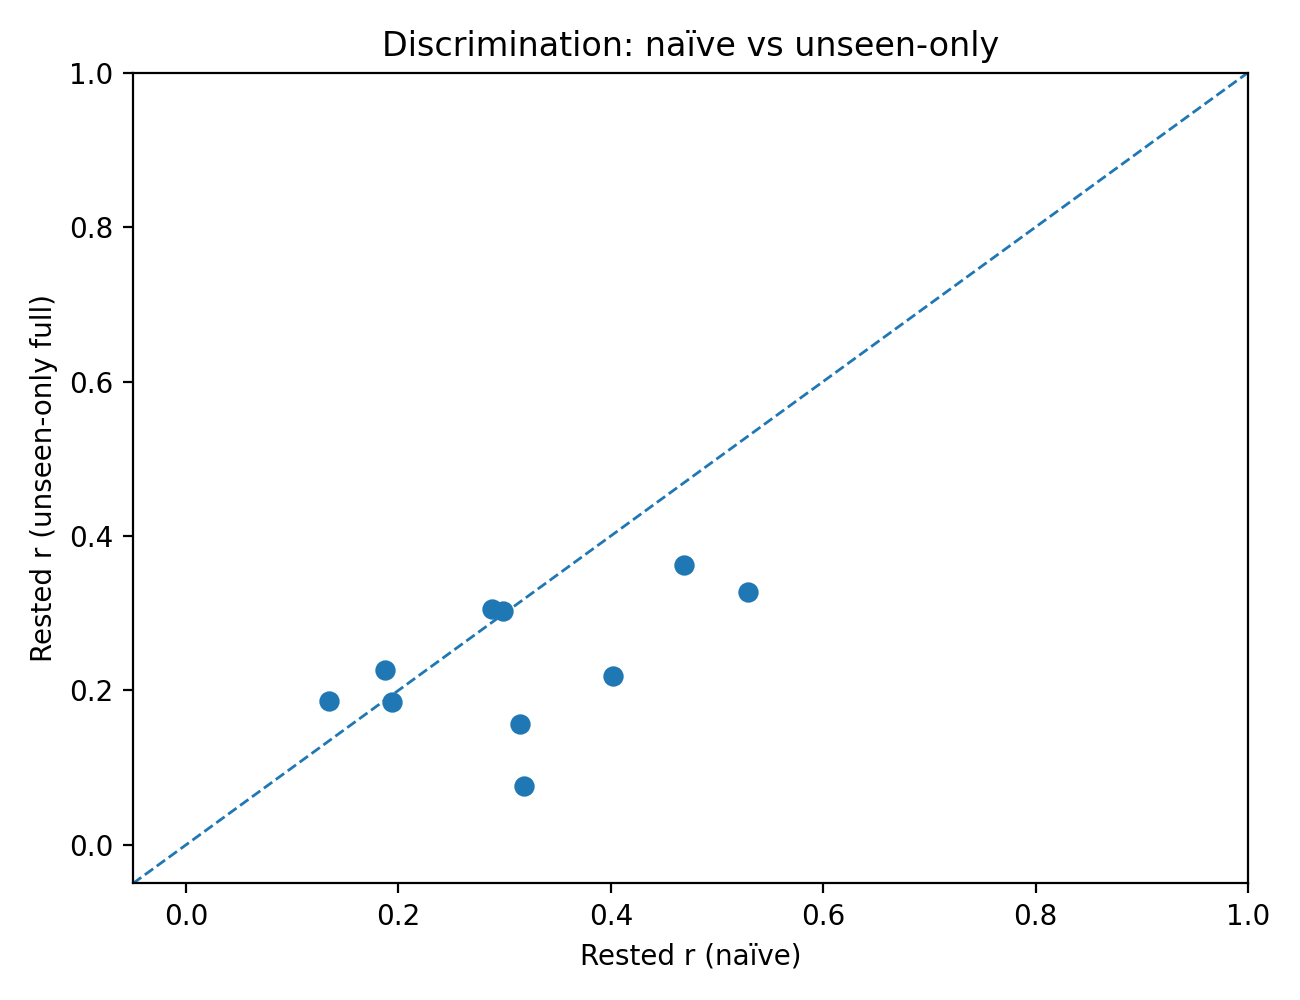 Discrimination: naïve vs unseen-only
1.0
0.8
0.6
0.4
0.2
0.0
Rested r (unseen-only full)
0.0 0.2 0.4 0.6 0.8 1.0
Rested r (naïve)